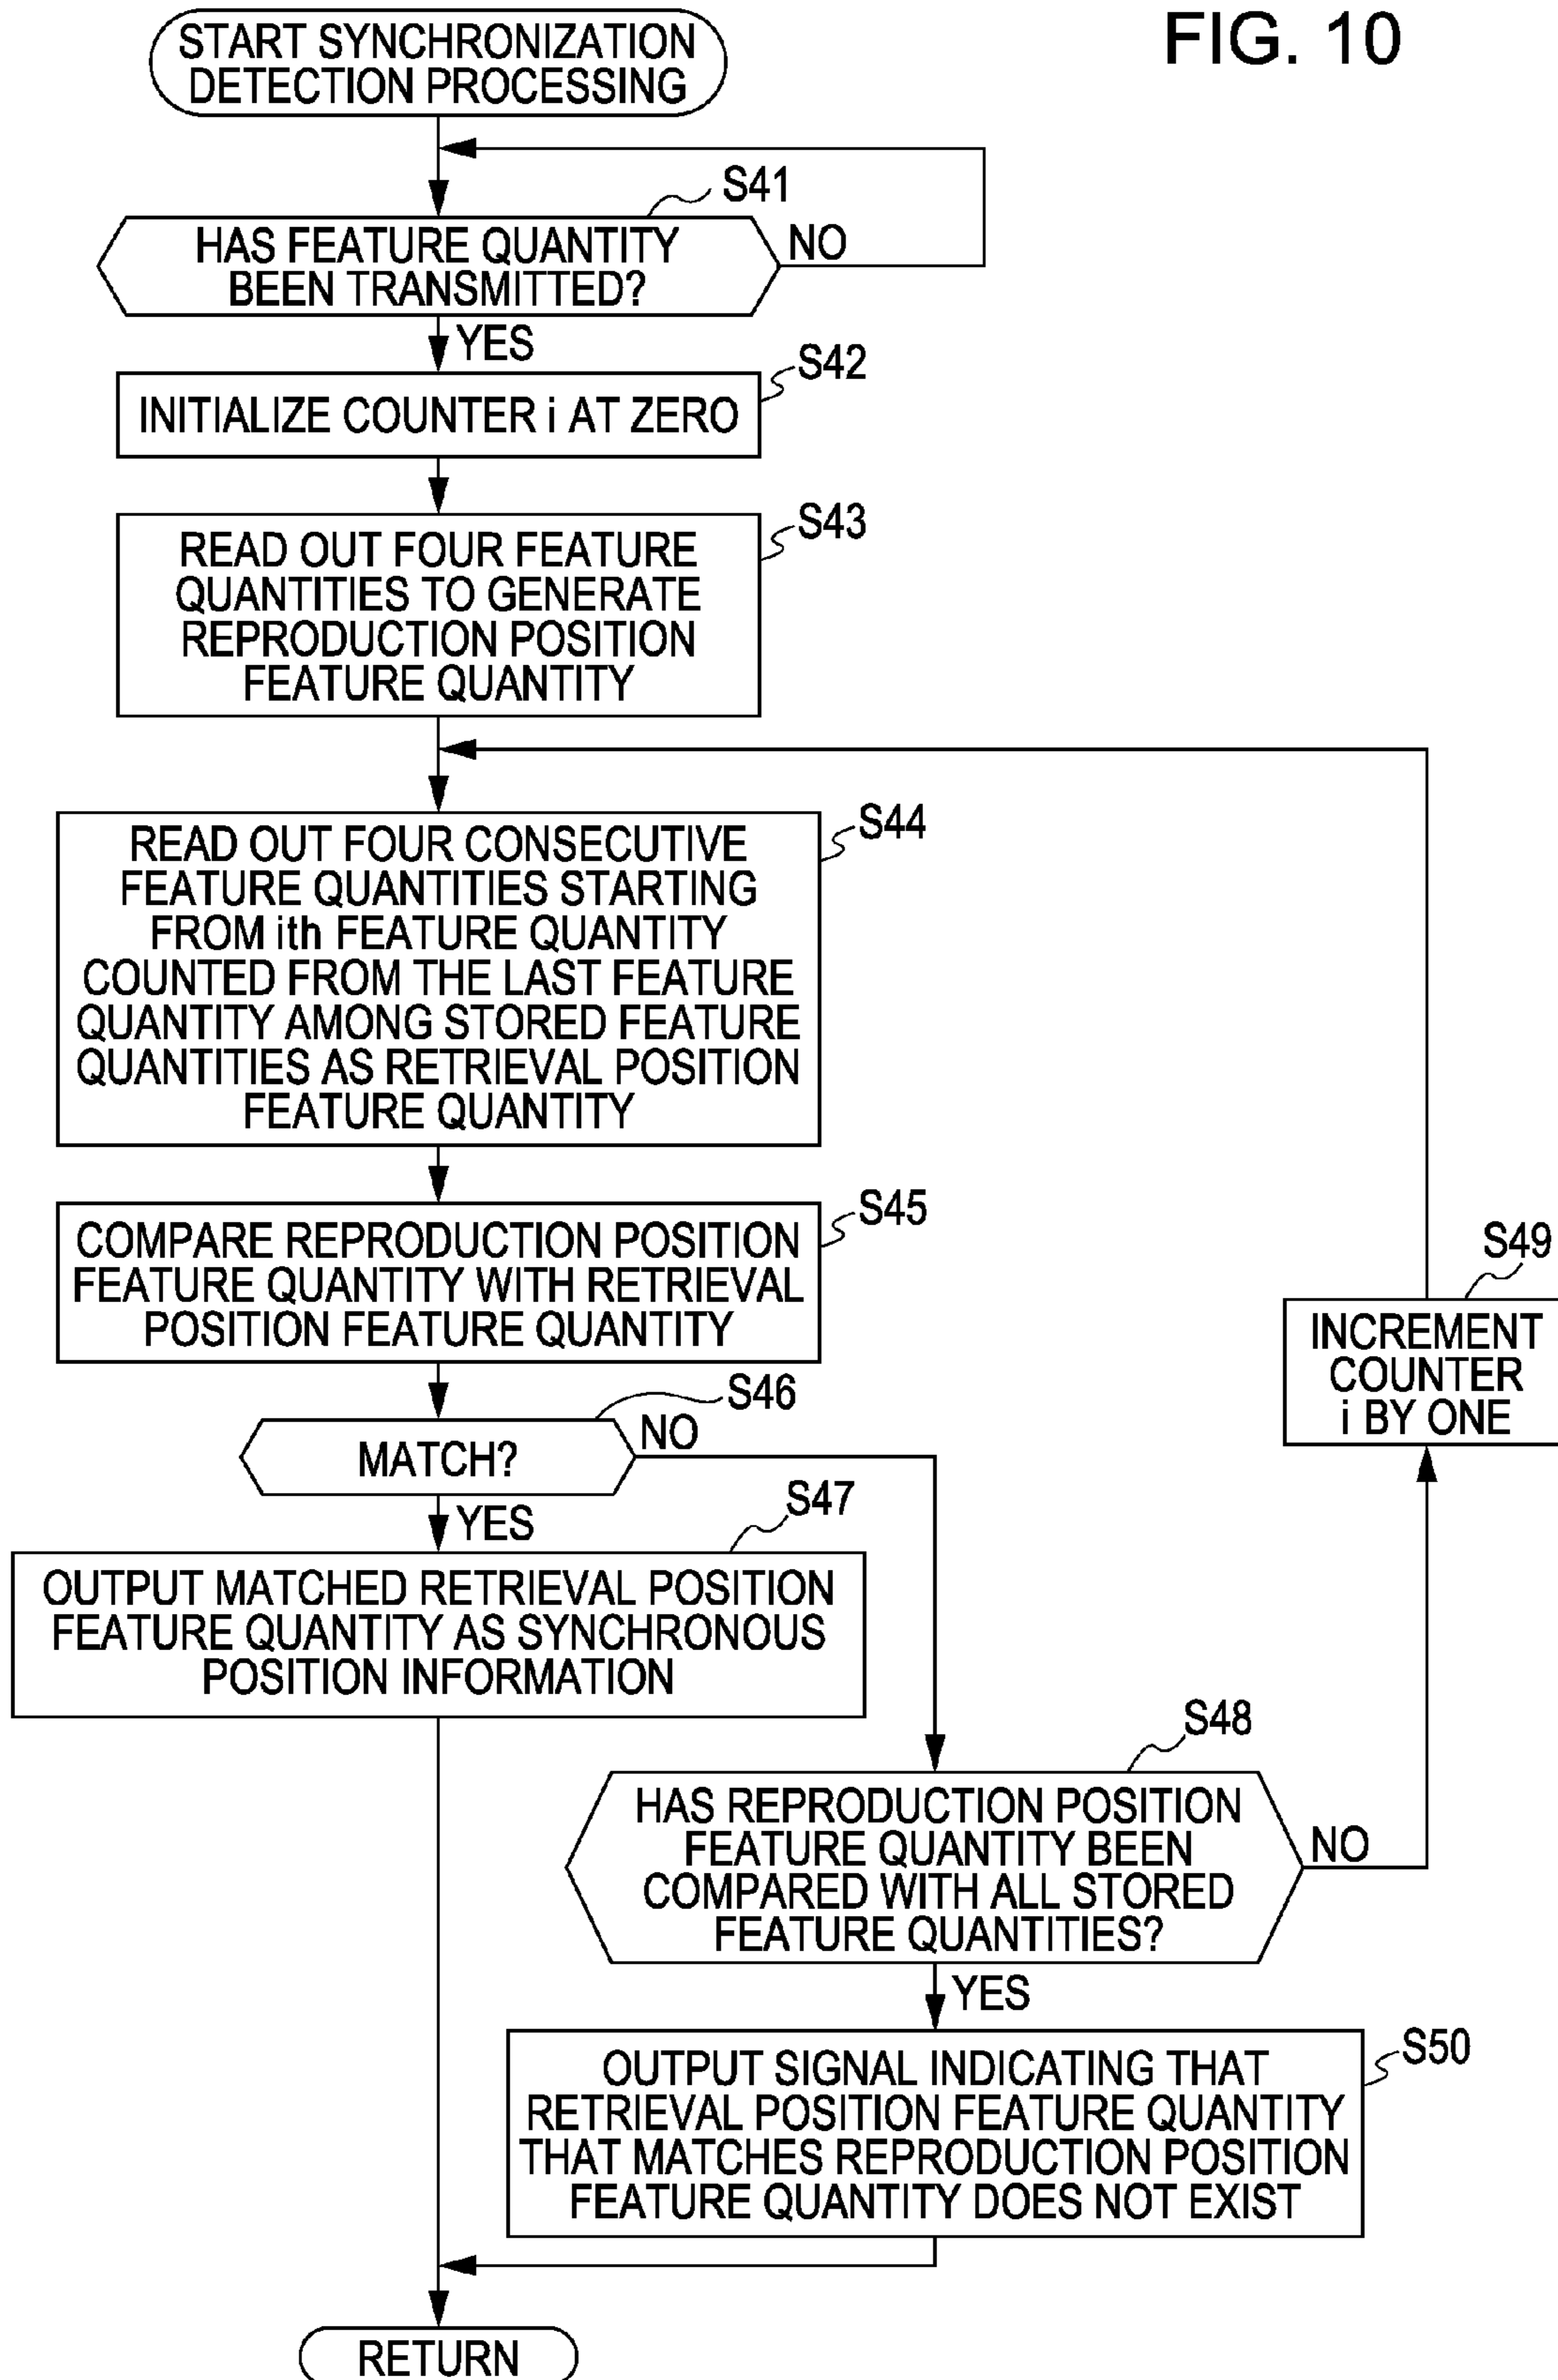 FIG. 10
START SYNCHRONIZATION
DETECTION PROCESSING
S41
HAS FEATURE QUANTITY
BEEN TRANSMITTED?
NO
YES
S42
INITIALIZE COUNTER i AT ZERO
S43
READ OUT FOUR FEATURE
QUANTITIES TO GENERATE
REPRODUCTION POSITION
FEATURE QUANTITY
S44
READ OUT FOUR CONSECUTIVE
FEATURE QUANTITIES STARTING
FROM ith FEATURE QUANTITY
COUNTED FROM THE LAST FEATURE
QUANTITY AMONG STORED FEATURE
QUANTITIES AS RETRIEVAL POSITION
FEATURE QUANTITY
S45
COMPARE REPRODUCTION POSITION
FEATURE QUANTITY WITH RETRIEVAL
POSITION FEATURE QUANTITY
S46
MATCH?
NO
YES
S47
OUTPUT MATCHED RETRIEVAL POSITION
FEATURE QUANTITY AS SYNCHRONOUS
POSITION INFORMATION
S48
HAS REPRODUCTION POSITION
FEATURE QUANTITY BEEN
COMPARED WITH ALL STORED
FEATURE QUANTITIES?
NO
YES
S49
INCREMENT
COUNTER
i BY ONE
S50
OUTPUT SIGNAL INDICATING THAT
RETRIEVAL POSITION FEATURE QUANTITY
THAT MATCHES REPRODUCTION POSITION
FEATURE QUANTITY DOES NOT EXIST
RETURN